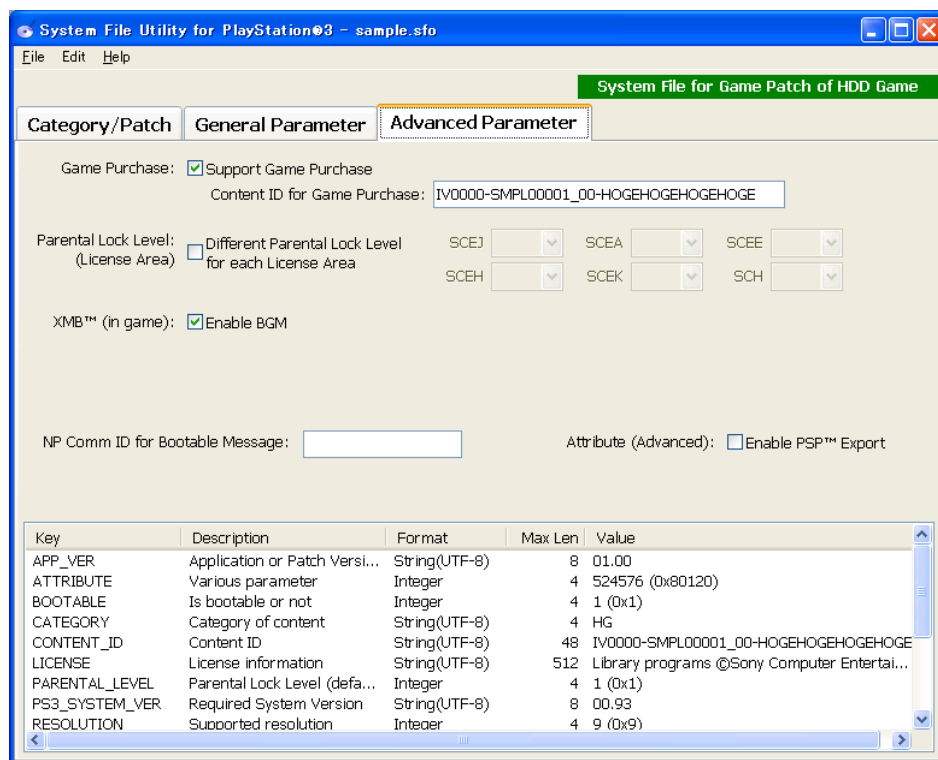 System File Utility for PlayStation®3 - sample.sfo
File Edit Help
System File for Game Patch of HDD Game
Category/Patch General Parameter Advanced Parameter
Game Purchase: Support Game Purchase
Content ID for Game Purchase: IV0000-SMPL00001_00-HOGEHOGEHOGEHOGE
Parental Lock Level: Different Parental Lock Level SCEJ SCEA SCEE
(License Area) for each License Area SCEH SCEK SCH
XMB™ (in game): Enable BGM
NP Comm ID for Bootable Message: Attribute (Advanced): Enable PSP™ Export
Key Description Format Max Len Value
APP_VER Application or Patch Versi... String(UTF-8) 8 01.00
ATTRIBUTE Various parameter Integer 4 524576 (0x80120)
BOOTABLE Is bootable or not Integer 4 1 (0x1)
CATEGORY Category of content String(UTF-8) 4 HG
CONTENT_ID Content ID String(UTF-8) 48 IV0000-SMPL00001_00-HOGEHOGEHOGEHOGE
LICENSE License information String(UTF-8) 512 Library programs ©Sony Computer Entertai...
PARENTAL_LEVEL Parental Lock Level (defa... Integer 4 1 (0x1)
PS3_SYSTEM_VER Required System Version String(UTF-8) 8 00.93
RESOLUTION Supported resolution Integer 4 9 (0x9)